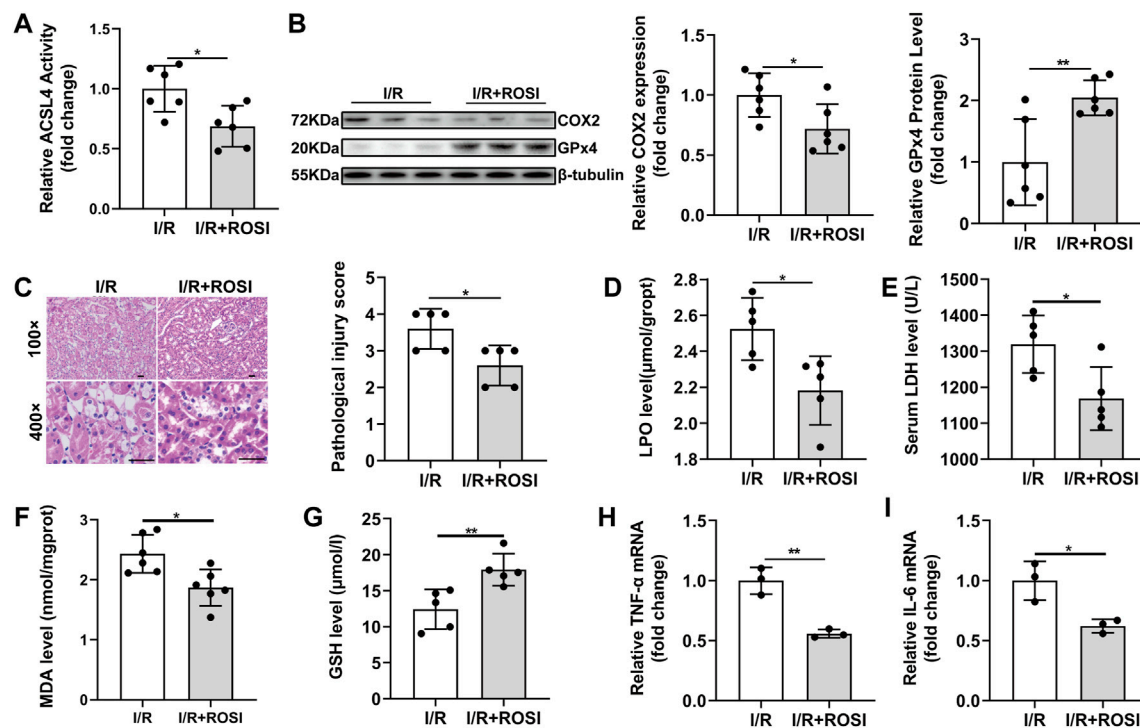 A
Relative ACSL4 Activity
(fold change)
1.5
1.0
0.5
0.0
*
I/R
I/R+ROSI
B
I/R
I/R+ROSI
72KDa
COX2
20KDa
GPx4
55KDa
β-tubulin
Relative COX2 expression
(fold change)
1.5
1.0
0.5
0.0
*
I/R
I/R+ROSI
Relative GPx4 Protein Level
(fold change)
3
2
1
0
**
I/R
I/R+ROSI
C
I/R
I/R+ROSI
100×
400×
Pathological injury score
5
4
3
2
1
0
*
I/R
I/R+ROSI
D
LPO level(μmol/gropt)
2.8
2.6
2.4
2.2
2.0
1.8
*
I/R
I/R+ROSI
E
Serum LDH level (U/L)
1500
1400
1300
1200
1100
1000
*
I/R
I/R+ROSI
F
MDA level (nmol/mgprot)
3
2
1
0
*
I/R
I/R+ROSI
G
GSH level (μmol/l)
25
20
15
10
5
0
**
I/R
I/R+ROSI
H
Relative TNF-α mRNA
(fold change)
1.5
1.0
0.5
0.0
**
I/R
I/R+ROSI
I
Relative IL-6 mRNA
(fold change)
1.5
1.0
0.5
0.0
*
I/R
I/R+ROSI